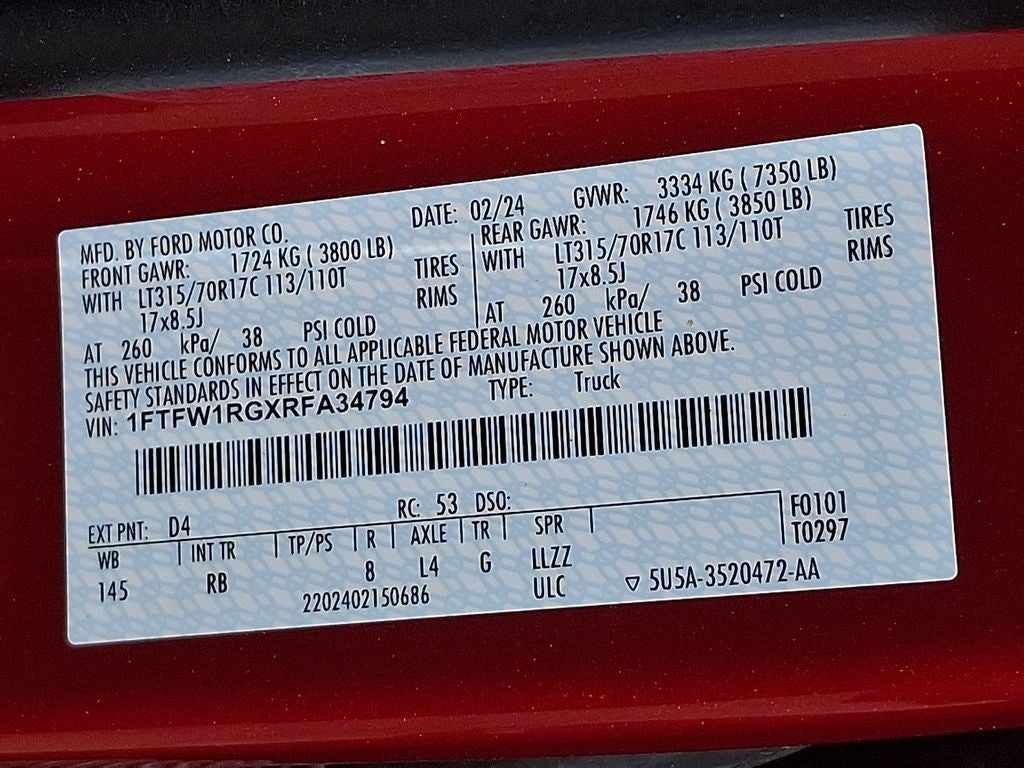 MFD. BY FORD MOTOR CO. DATE: 02/24 GVWR: 3334 KG ( 7350 LB)
FRONT GAWR: 1724 KG ( 3800 LB) REAR GAWR: 1746 KG ( 3850 LB)
WITH LT315/70R17C 113/110T TIRES WITH LT315/70R17C 113/110T TIRES
17x8.5J RIMS 17x8.5J RIMS
AT 260 kPa/ 38 PSI COLD AT 260 kPa/ 38 PSI COLD
THIS VEHICLE CONFORMS TO ALL APPLICABLE FEDERAL MOTOR VEHICLE
SAFETY STANDARDS IN EFFECT ON THE DATE OF MANUFACTURE SHOWN ABOVE.
VIN: 1FTFW1RGXRFA34794 TYPE: Truck
EXT PNT: D4 RC: 53 DSO:
WB INT TR TP/PS R AXLE TR SPR F0101
145 RB 8 L4 G LLZZ T0297
2202402150686 ULC ▽ 5U5A-3520472-AA